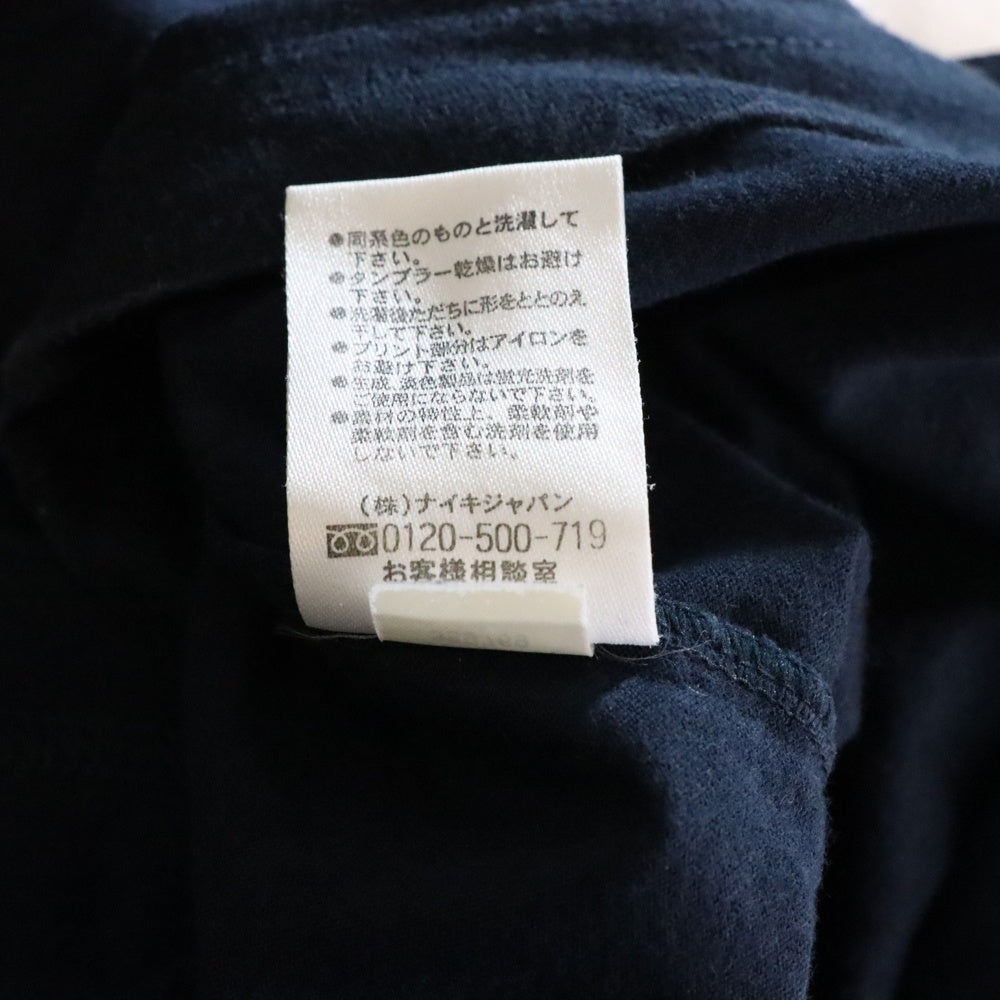 ●同系色のものと洗濯して
下さい。
●タンブラー乾燥はお避け
下さい。
●洗濯後ただちに形をととのえ
干して下さい。
●プリント部分はアイロンを
お避け下さい。
●生成、淡色製品は蛍光洗剤を
ご使用にならないで下さい。
●素材の特性上、柔軟剤や
柔軟剤を含む洗剤を使用
しないで下さい。
(株)ナイキジャパン
0120-500-719
お客様相談室